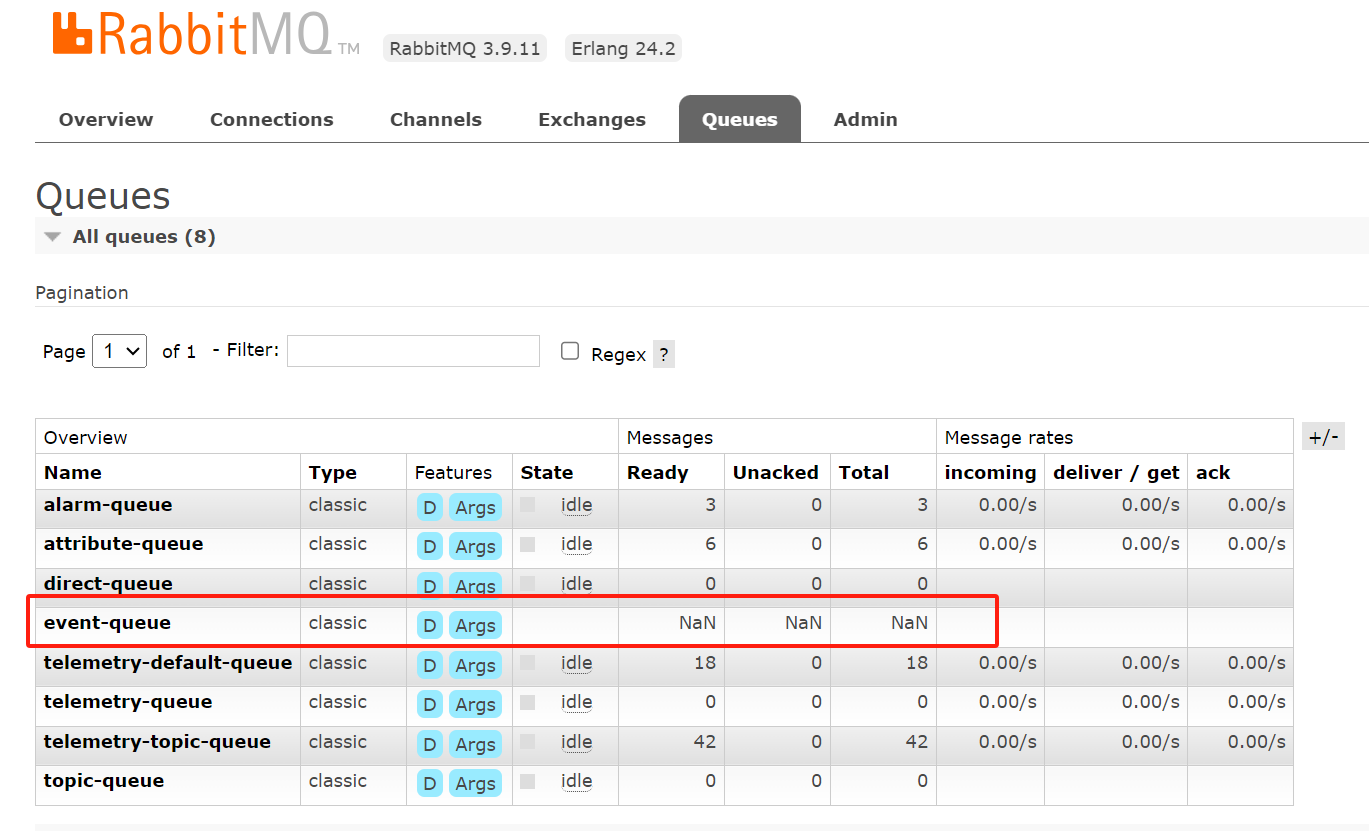 RabbitMQ TM RabbitMQ 3.9.11 Erlang 24.2
Overview Connections Channels Exchanges Queues Admin
Queues
All queues (8)
Pagination
Page 1 of 1 - Filter: Regex ?
Overview Messages Message rates +/-
Name Type Features State Ready Unacked Total incoming deliver / get ack
alarm-queue classic D Args idle 3 0 3 0.00/s 0.00/s 0.00/s
attribute-queue classic D Args idle 6 0 6 0.00/s 0.00/s 0.00/s
direct-queue classic D Args idle 0 0 0
event-queue classic D Args NaN NaN NaN
telemetry-default-queue classic D Args idle 18 0 18 0.00/s 0.00/s 0.00/s
telemetry-queue classic D Args idle 0 0 0 0.00/s 0.00/s 0.00/s
telemetry-topic-queue classic D Args idle 42 0 42 0.00/s 0.00/s 0.00/s
topic-queue classic D Args idle 0 0 0